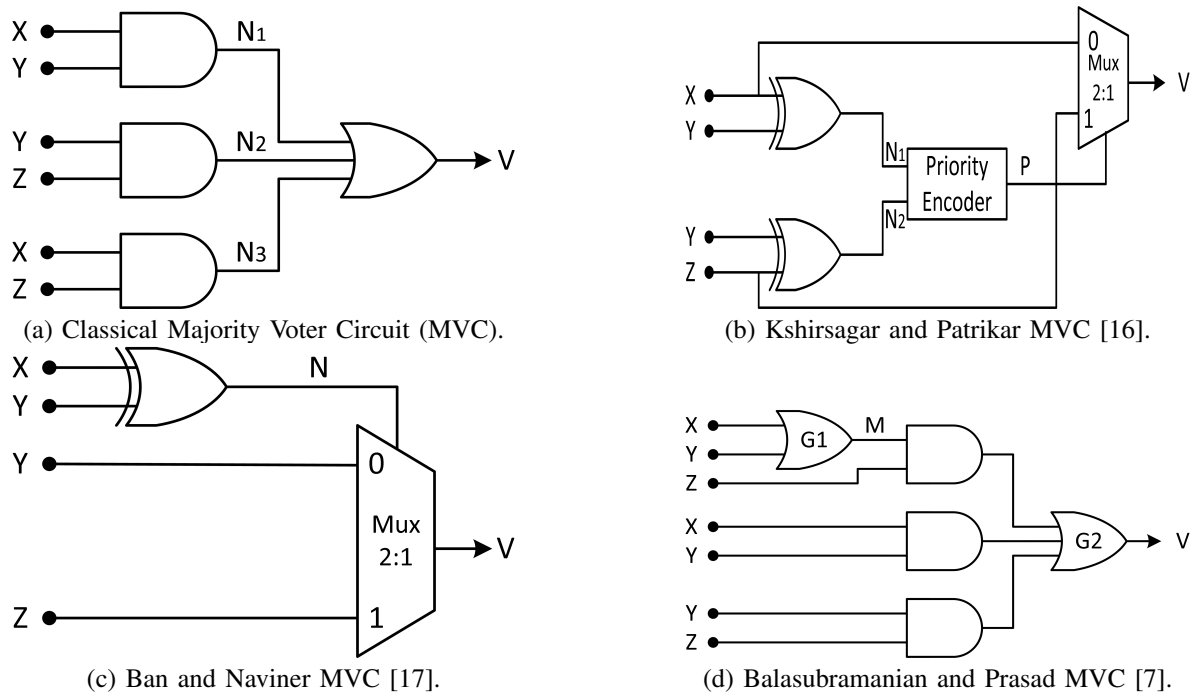 X
Y
N1
Y
Z
N2
V
X
Z
N3
(a) Classical Majority Voter Circuit (MVC).
X
Y
N1
Y
Z
N2
Priority
Encoder
P
0
Mux
2:1
1
V
(b) Kshirsagar and Patrikar MVC [16].
X
Y
N
Y
0
Mux
2:1
V
Z
1
(c) Ban and Naviner MVC [17].
X
Y
G1
M
Z
X
Y
G2
V
Y
Z
(d) Balasubramanian and Prasad MVC [7].